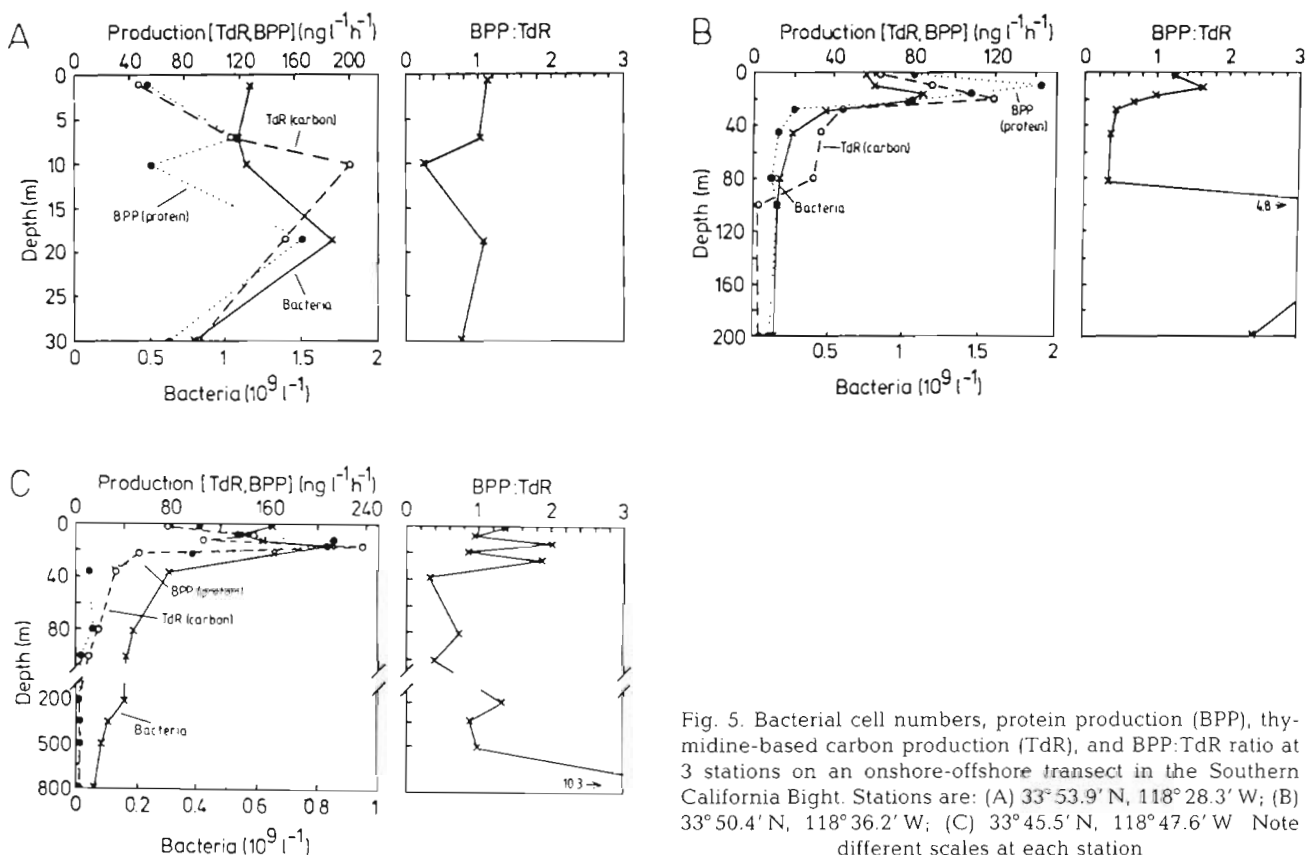 A
Production [TdR,BPP] (ng l⁻¹h⁻¹)
0 40 80 120 160 200
BPP:TdR
0 1 2 3
Depth (m)
0
5
10
15
20
25
30
TdR (carbon)
BPP (protein)
Bacteria
0 0.5 1 1.5 2
Bacteria (10⁹ l⁻¹)
B
Production [TdR,BPP] (ng l⁻¹h⁻¹)
0 40 80 120
BPP:TdR
0 1 2 3
Depth (m)
0
40
80
120
160
200
BPP
(protein)
TdR (carbon)
Bacteria
4.8
0.5 1 1.5 2
Bacteria (10⁹ l⁻¹)
C
Production [TdR,BPP] (ng l⁻¹h⁻¹)
0 80 160 240
BPP:TdR
1 2 3
Depth (m)
0
40
80
200
500
800
BPP (protein)
TdR (carbon)
Bacteria
10.3
0 0.2 0.4 0.6 0.8 1
Bacteria (10⁹ l⁻¹)
Fig. 5. Bacterial cell numbers, protein production (BPP), thy-
midine-based carbon production (TdR), and BPP:TdR ratio at
3 stations on an onshore-offshore transect in the Southern
California Bight. Stations are: (A) 33°53.9′ N, 118°28.3′ W; (B)
33°50.4′ N, 118°36.2′ W; (C) 33°45.5′ N, 118°47.6′ W Note
different scales at each station